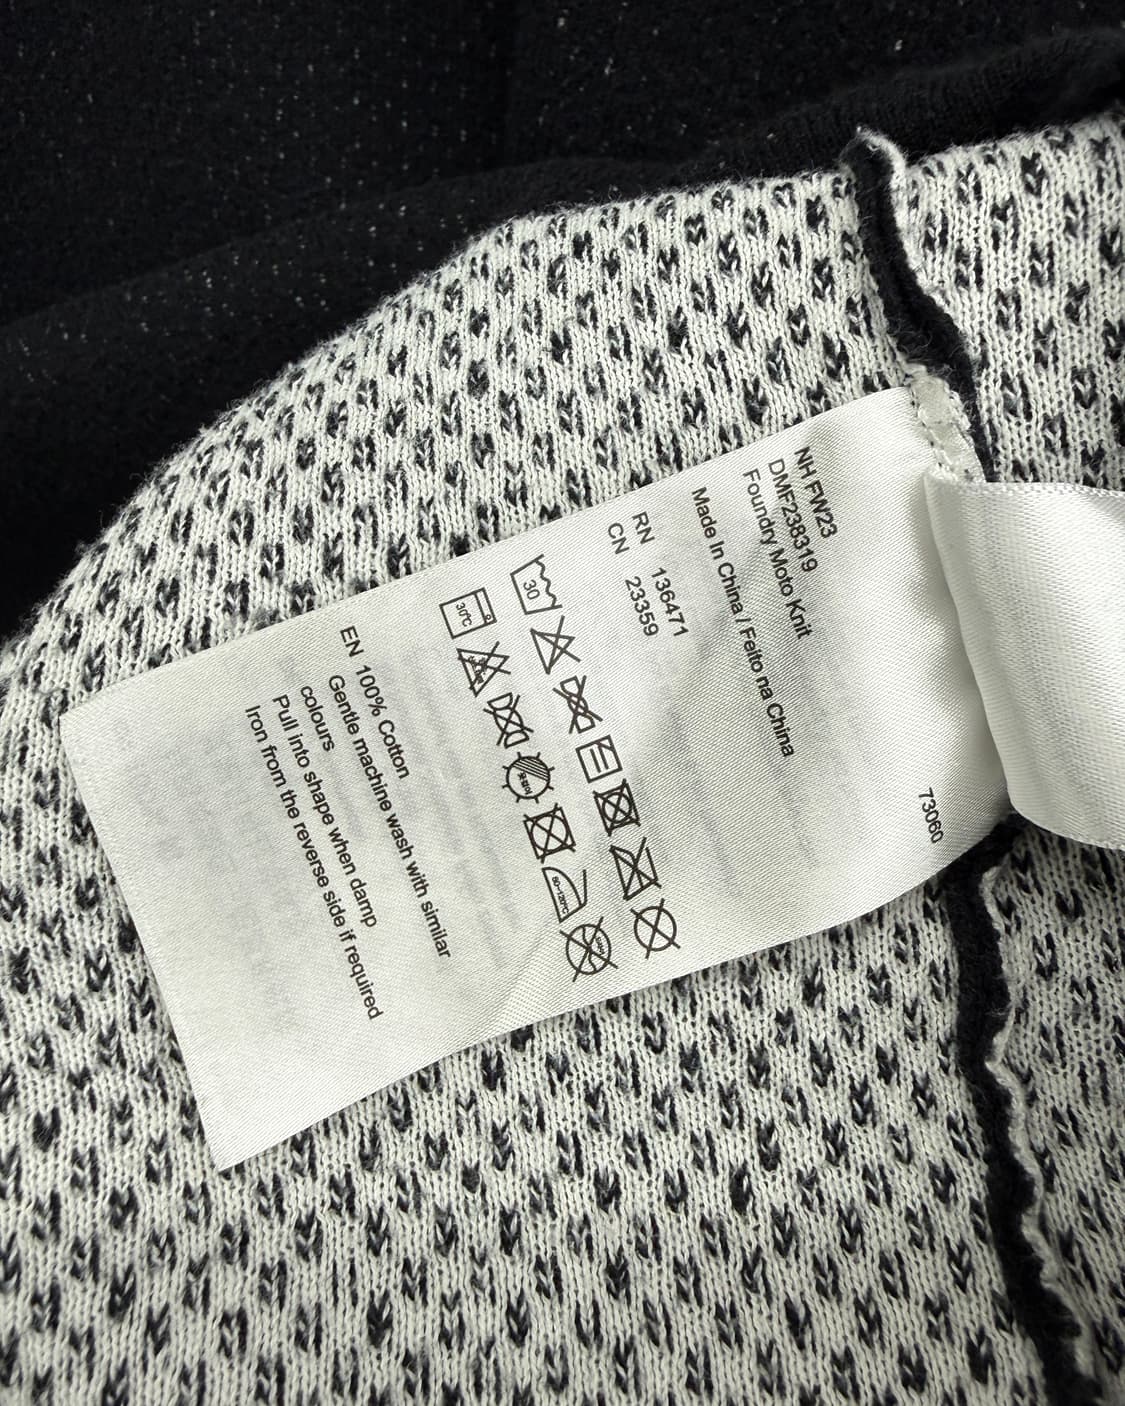 NH FW23
DMF238319
Foundry Moto Knit
Made In China / Feito na China
RN 136471
CN 23359
30
30℃
80~120℃
EN 100% Cotton
Gentle machine wash with similar
colours
Pull into shape when damp
Iron from the reverse side if required
73060